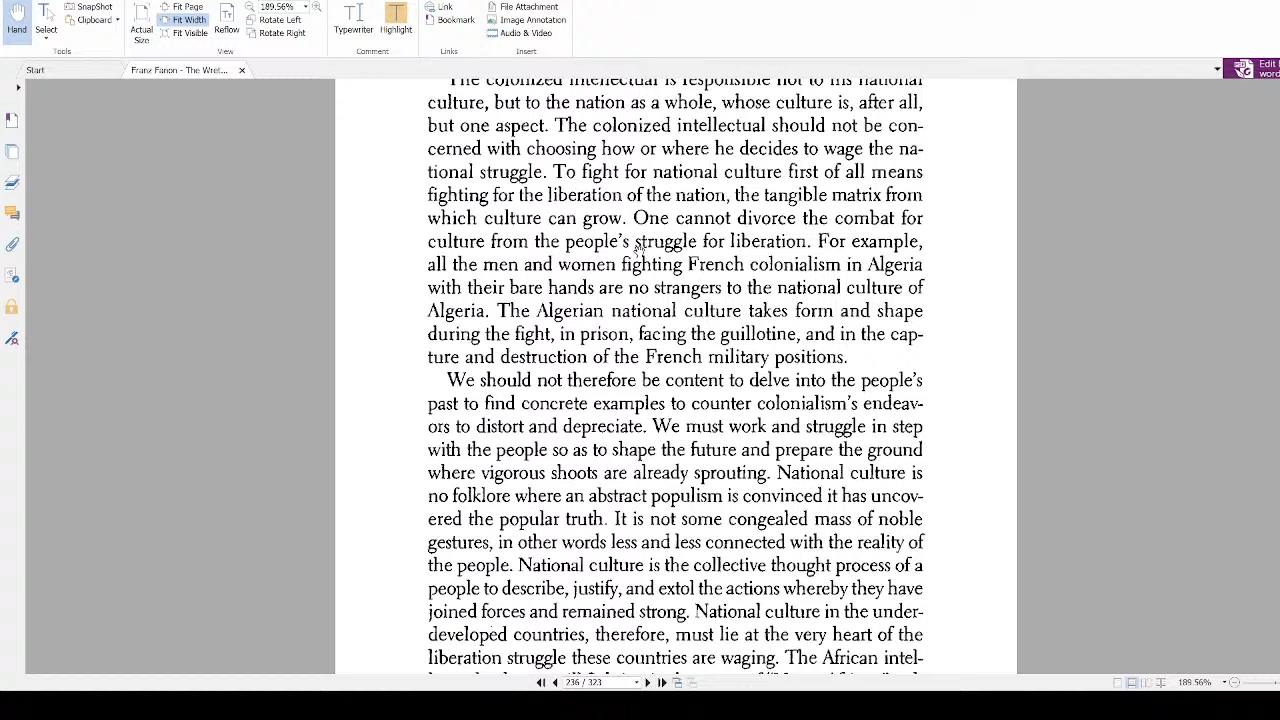 SnapShot
Clipboard
Hand
Select
Tools
Actual
Size
Fit Page
Fit Width
Fit Visible
Reflow
189.56%
Rotate Left
Rotate Right
View
Typewriter
Highlight
Comment
Link
Bookmark
Links
File Attachment
Image Annotation
Audio & Video
Insert
Start
Franz Fanon - The Wret...
Edit
word
The colonized intellectual is responsible not to his national
culture, but to the nation as a whole, whose culture is, after all,
but one aspect. The colonized intellectual should not be con-
cerned with choosing how or where he decides to wage the na-
tional struggle. To fight for national culture first of all means
fighting for the liberation of the nation, the tangible matrix from
which culture can grow. One cannot divorce the combat for
culture from the people's struggle for liberation. For example,
all the men and women fighting French colonialism in Algeria
with their bare hands are no strangers to the national culture of
Algeria. The Algerian national culture takes form and shape
during the fight, in prison, facing the guillotine, and in the cap-
ture and destruction of the French military positions.
We should not therefore be content to delve into the people's
past to find concrete examples to counter colonialism's endeav-
ors to distort and depreciate. We must work and struggle in step
with the people so as to shape the future and prepare the ground
where vigorous shoots are already sprouting. National culture is
no folklore where an abstract populism is convinced it has uncov-
ered the popular truth. It is not some congealed mass of noble
gestures, in other words less and less connected with the reality of
the people. National culture is the collective thought process of a
people to describe, justify, and extol the actions whereby they have
joined forces and remained strong. National culture in the under-
developed countries, therefore, must lie at the very heart of the
liberation struggle these countries are waging. The African intel-
236 / 323
189.56%